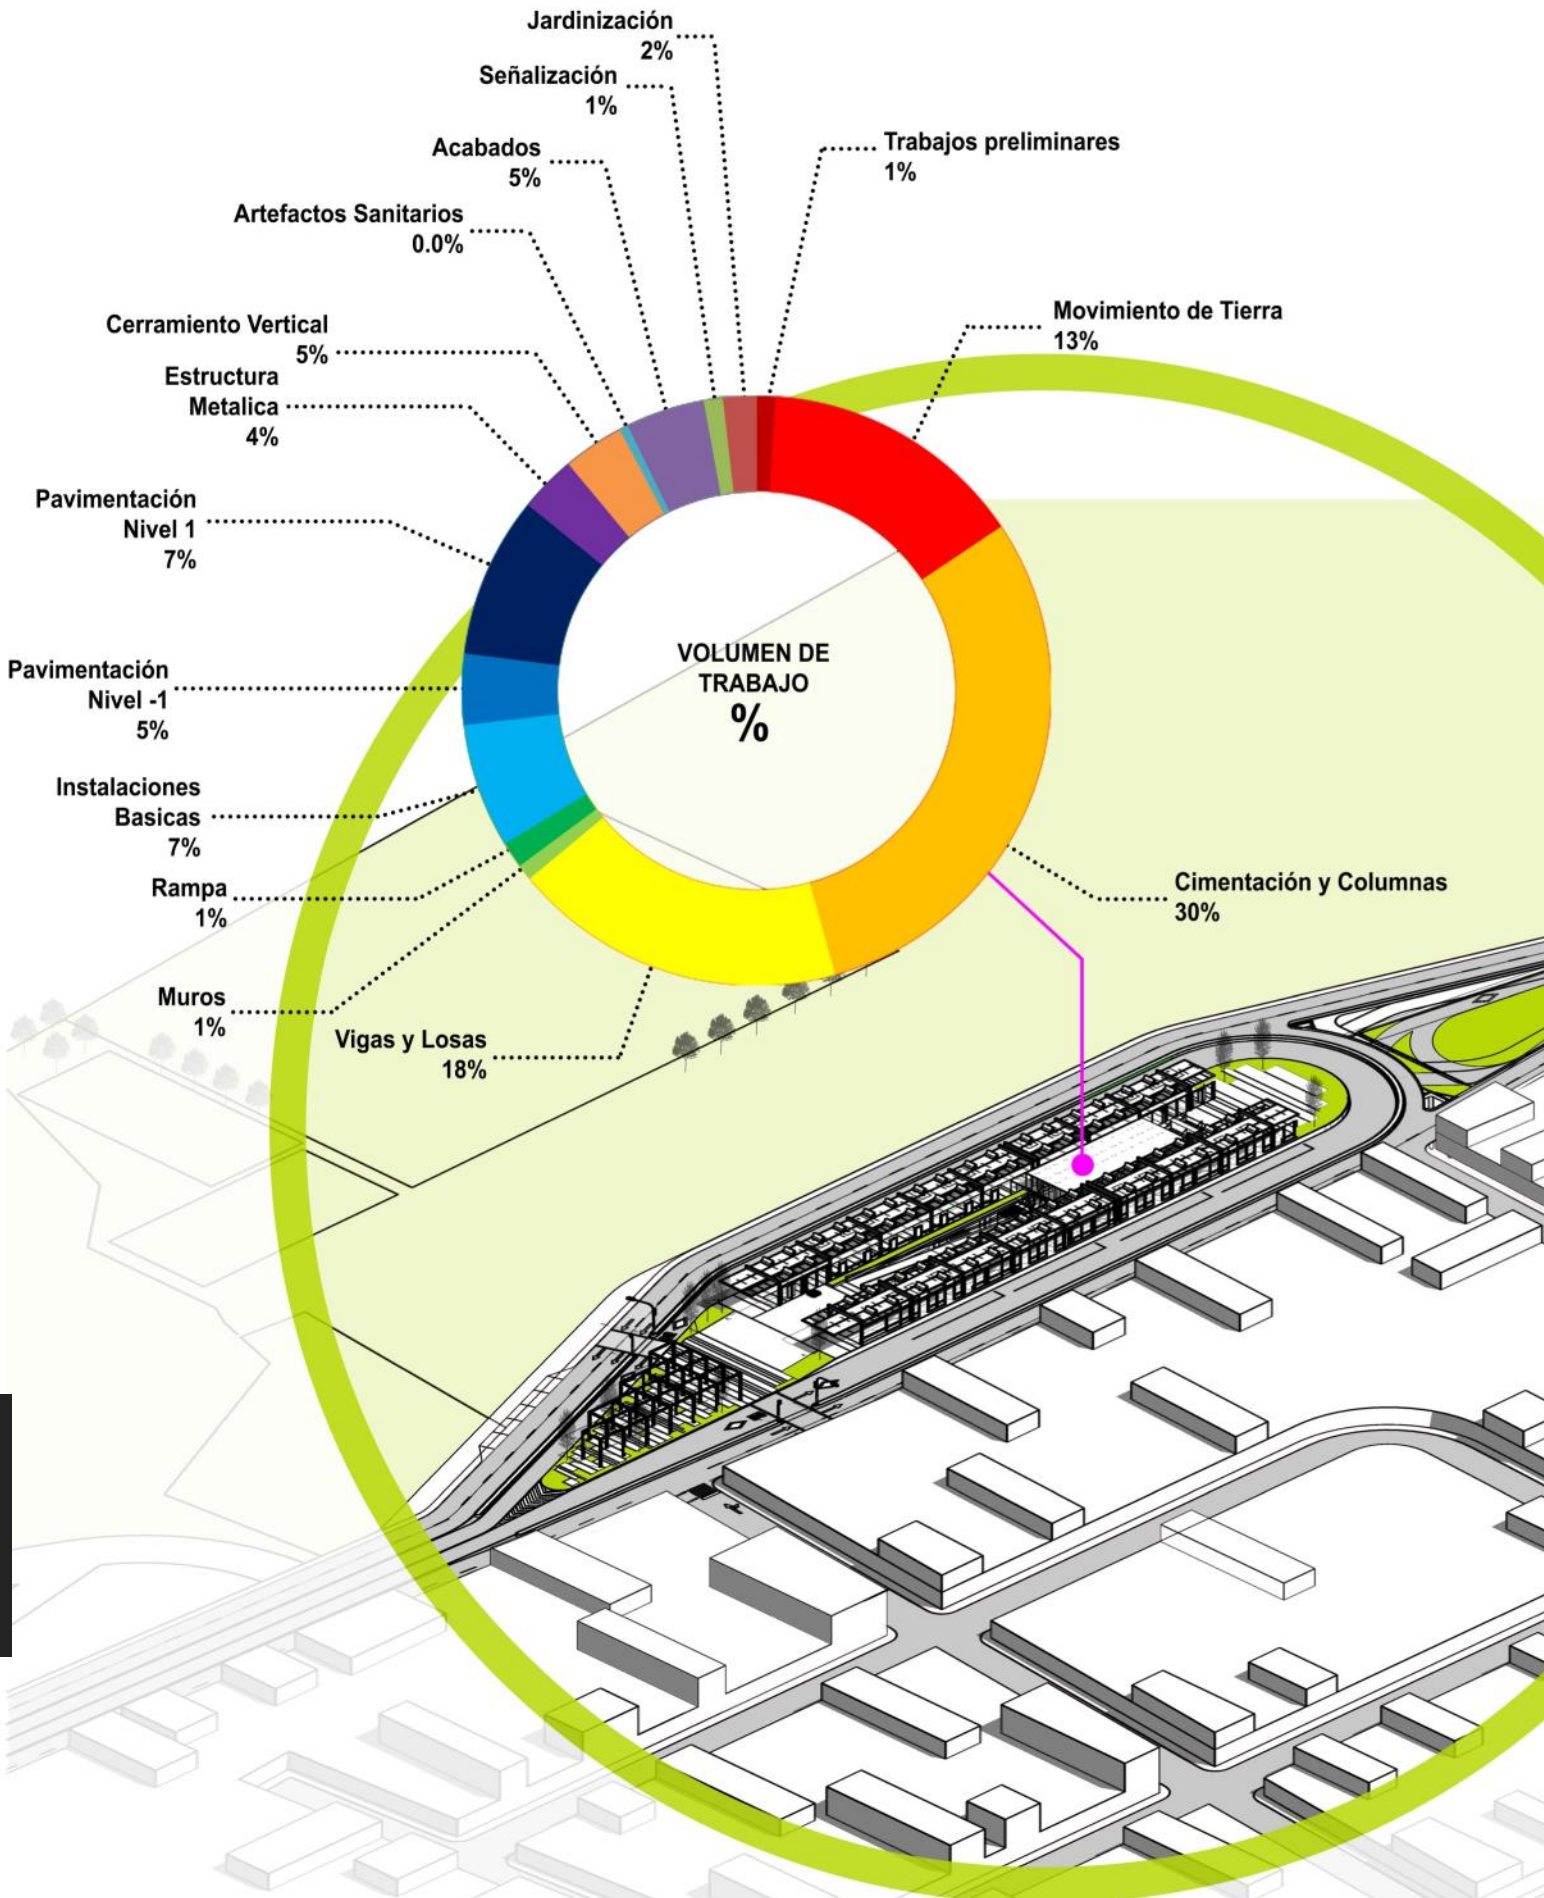 Jardinización
2%
Señalización
1%
Acabados
5%
Artefactos Sanitarios
0.0%
Cerramiento Vertical
5%
Estructura
Metalica
4%
Pavimentación
Nivel 1
7%
Pavimentación
Nivel -1
5%
Instalaciones
Basicas
7%
Rampa
1%
Muros
1%
Vigas y Losas
18%
Trabajos preliminares
1%
Movimiento de Tierra
13%
Cimentación y Columnas
30%
VOLUMEN DE
TRABAJO
%